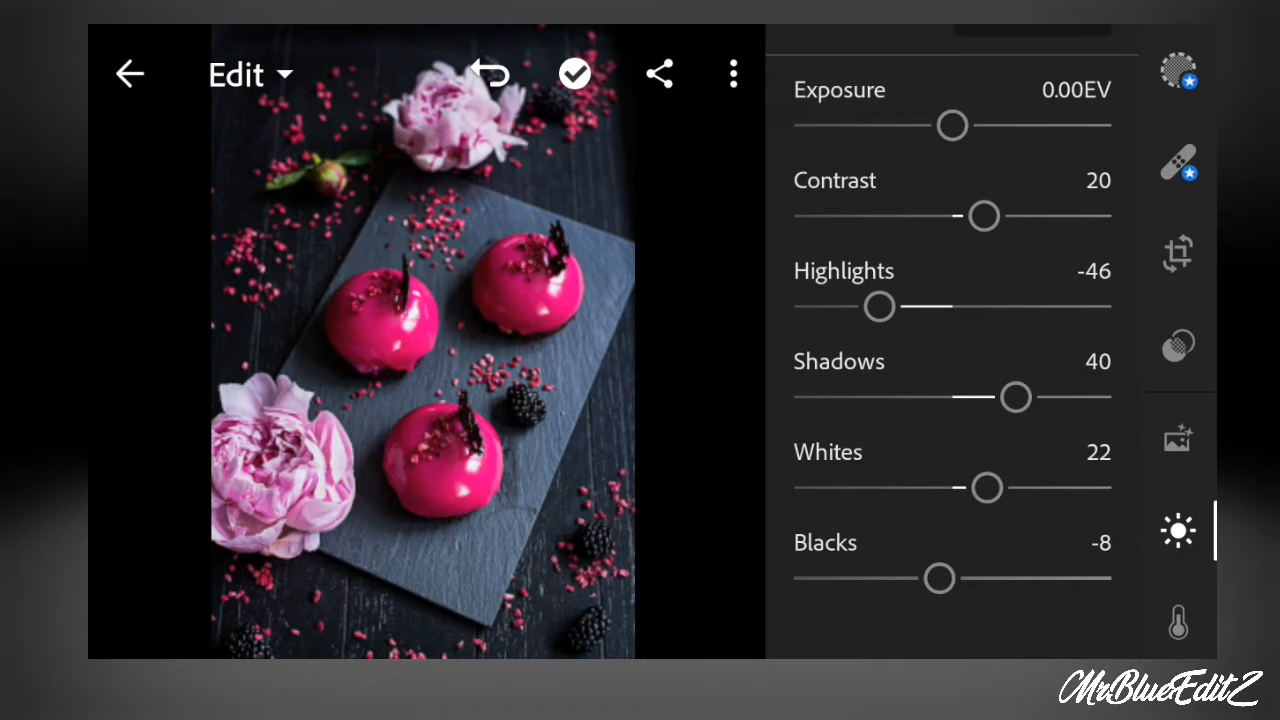 Edit
Exposure 0.00EV
Contrast 20
Highlights -46
Shadows 40
Whites 22
Blacks -8
MrBlueEditZ